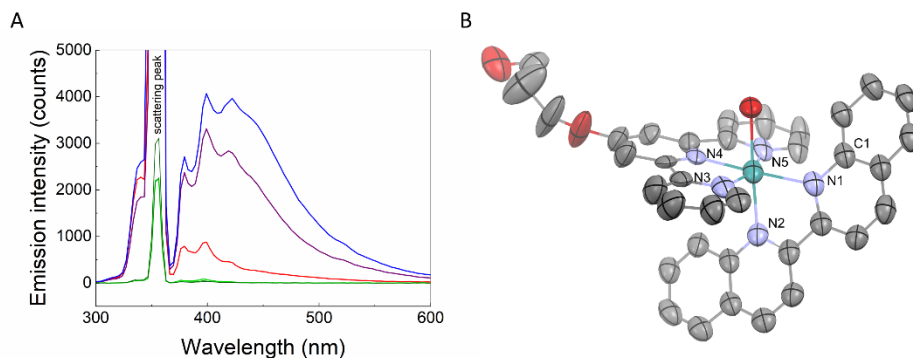 A
Emission intensity (counts)
5000
4000
3000
2000
1000
0
scattering peak
300
400
500
600
Wavelength (nm)
B
N4
N5
C1
N3
N1
N2